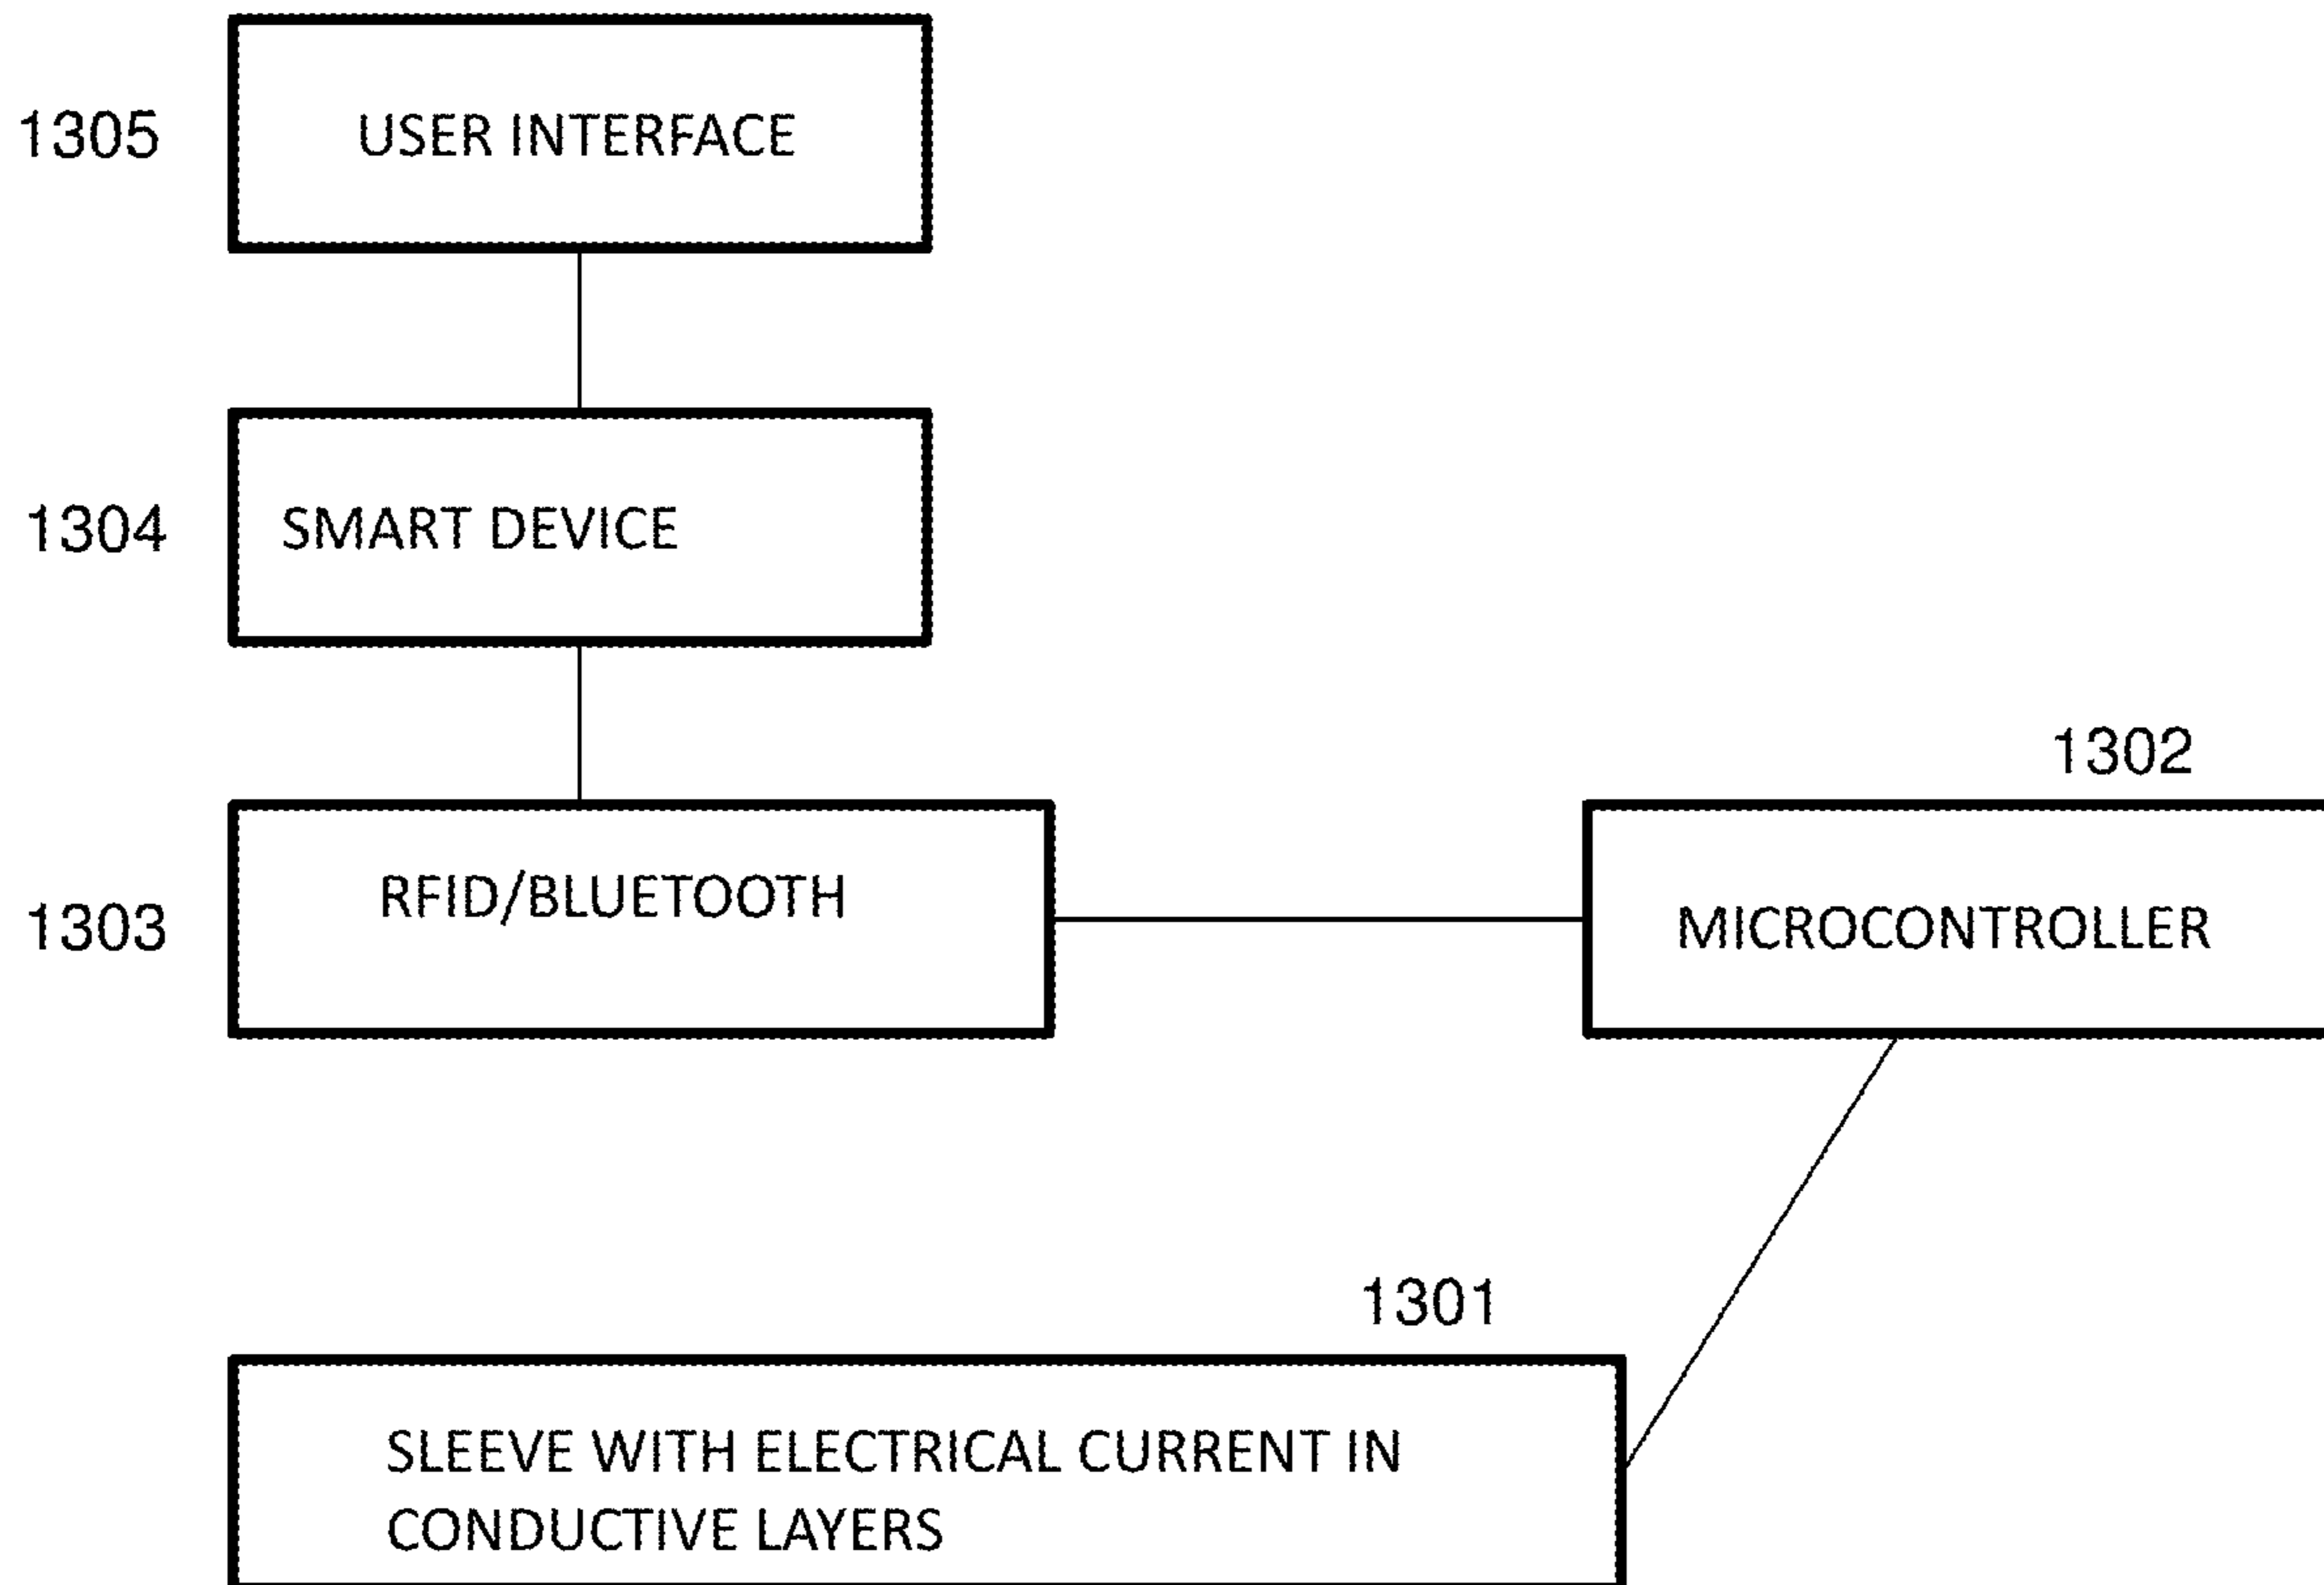 1305
USER INTERFACE
1304
SMART DEVICE
1302
1303
RFID/BLUETOOTH
MICROCONTROLLER
1301
SLEEVE WITH ELECTRICAL CURRENT IN
CONDUCTIVE LAYERS